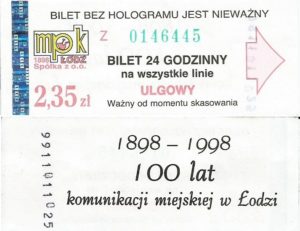 BILET BEZ HOLOGRAMU JEST NIEWAŻNY
mpk
ŁÓDŹ
1898
Spółka z o.o.
Z 0146445
BILET 24 GODZINNY
na wszystkie linie
2,35 zł
ULGOWY
Ważny od momentu skasowania
1898 – 1998
100 lat
komunikacji miejskiej w Łodzi
9911011025